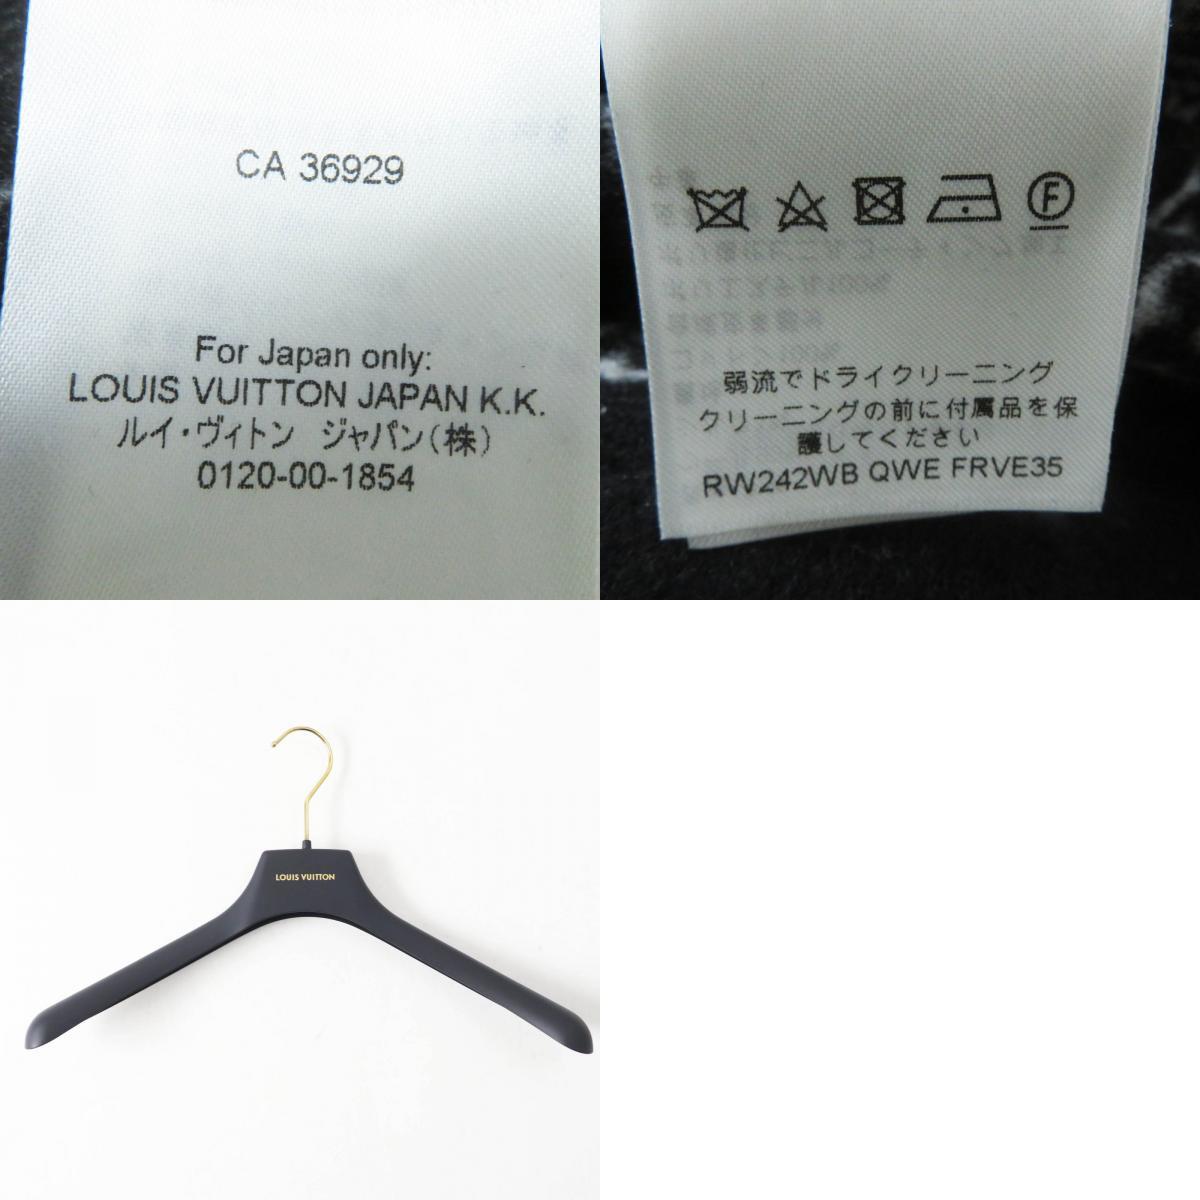 CA 36929
For Japan only:
LOUIS VUITTON JAPAN K.K.
ルイ・ヴィトン ジャパン(株)
0120-00-1854
F
弱流でドライクリーニング
クリーニングの前に付属品を保
護してください
RW242WB QWE FRVE35
LOUIS VUITTON